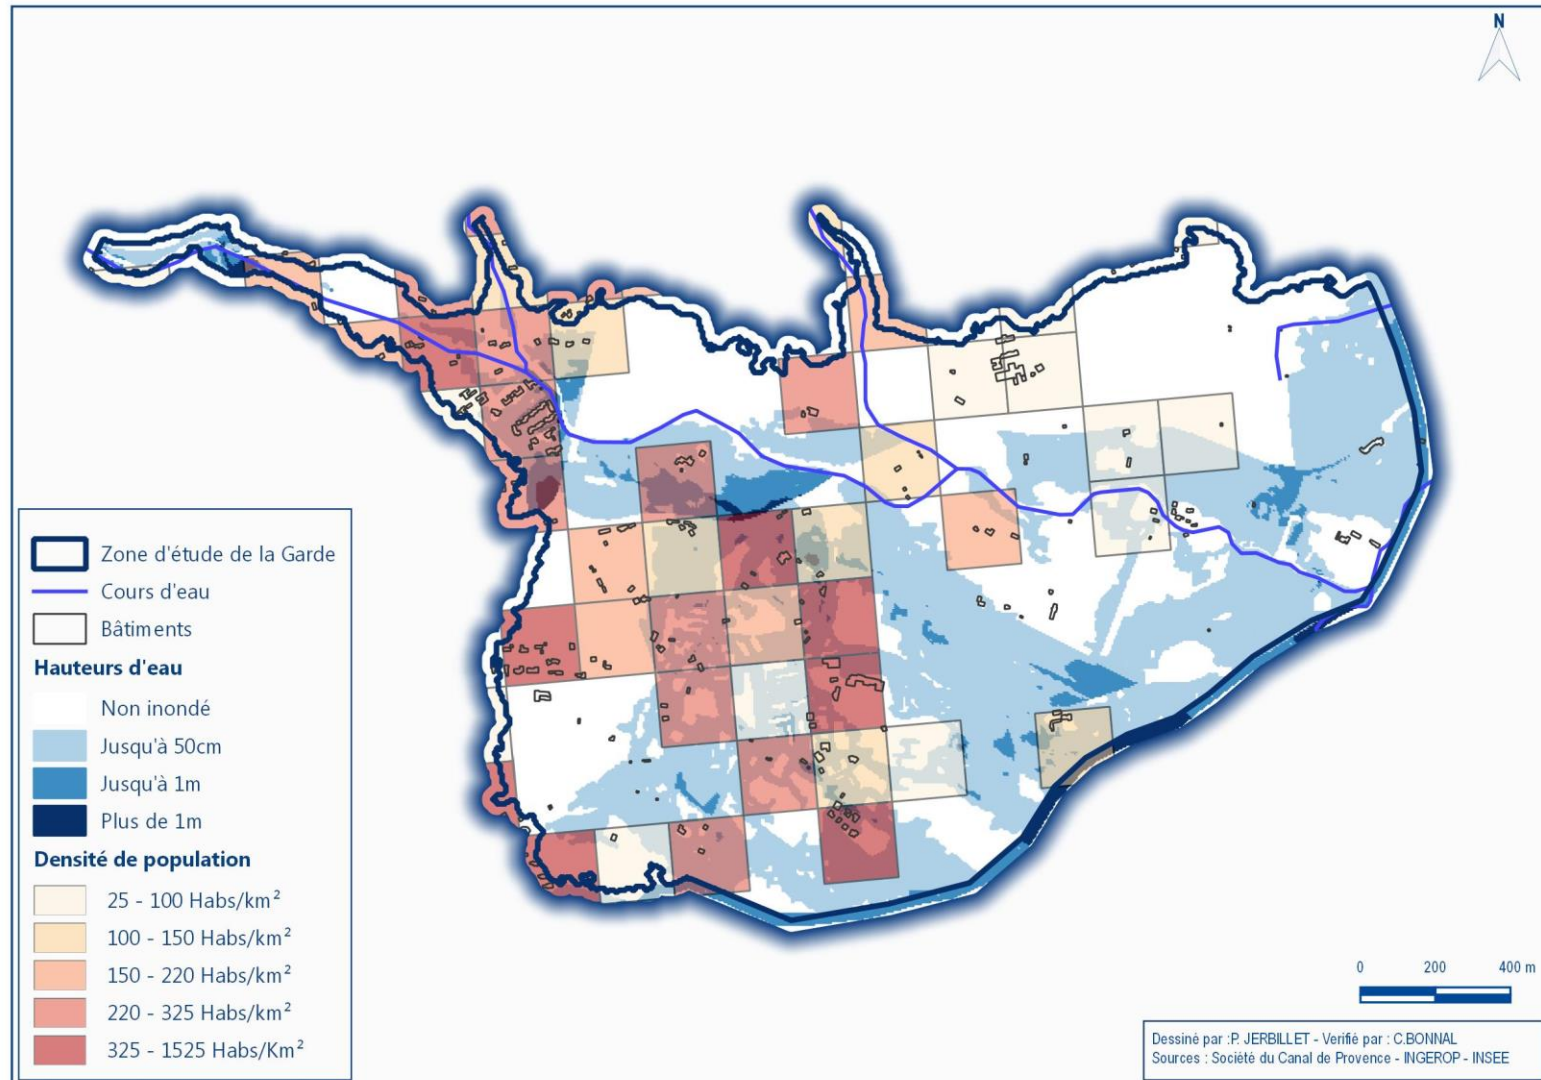 N
Zone d'étude de la Garde
Cours d'eau
Bâtiments
Hauteurs d'eau
Non inondé
Jusqu'à 50cm
Jusqu'à 1m
Plus de 1m
Densité de population
25 - 100 Habs/km²
100 - 150 Habs/km²
150 - 220 Habs/km²
220 - 325 Habs/km²
325 - 1525 Habs/Km²
0 200 400 m
Dessiné par :P. JERBILLET - Verifié par : C.BONNAL
Sources : Société du Canal de Provence - INGEROP - INSEE